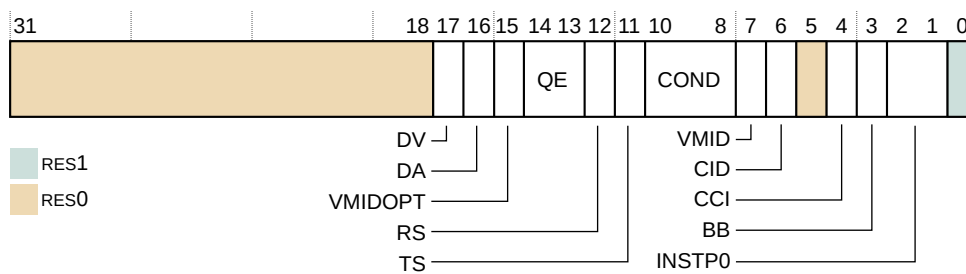 31 18 17 16 15 14 13 12 11 10 8 7 6 5 4 3 2 1 0
QE COND
DV VMID
DA CID
RES1
VMIDOPT CCI
RES0
RS BB
TS INSTP0